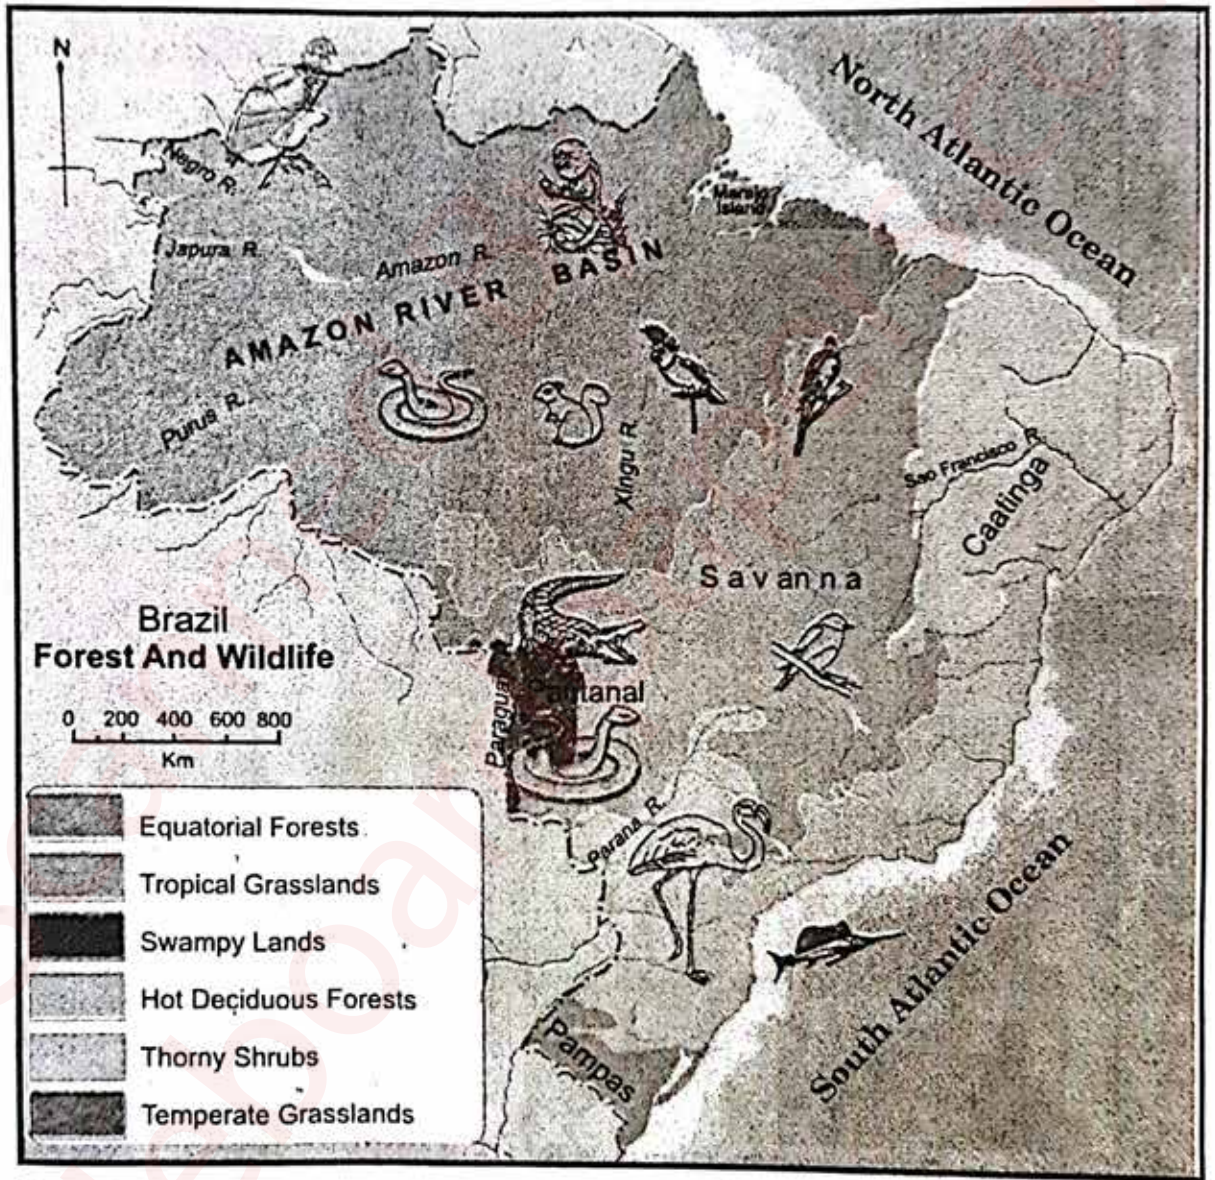 N
North Atlantic Ocean
Negro R.
Marajo
Island
Japura R.
Amazon R.
AMAZON RIVER BASIN
Purus R.
Xingu R.
Sao Francisco R.
Caatinga
Savanna
Brazil
Forest And Wildlife
0 200 400 600 800
Km
Pantanal
Paraguay
Parana R.
South Atlantic Ocean
Pampas
Equatorial Forests
Tropical Grasslands
Swampy Lands
Hot Deciduous Forests
Thorny Shrubs
Temperate Grasslands